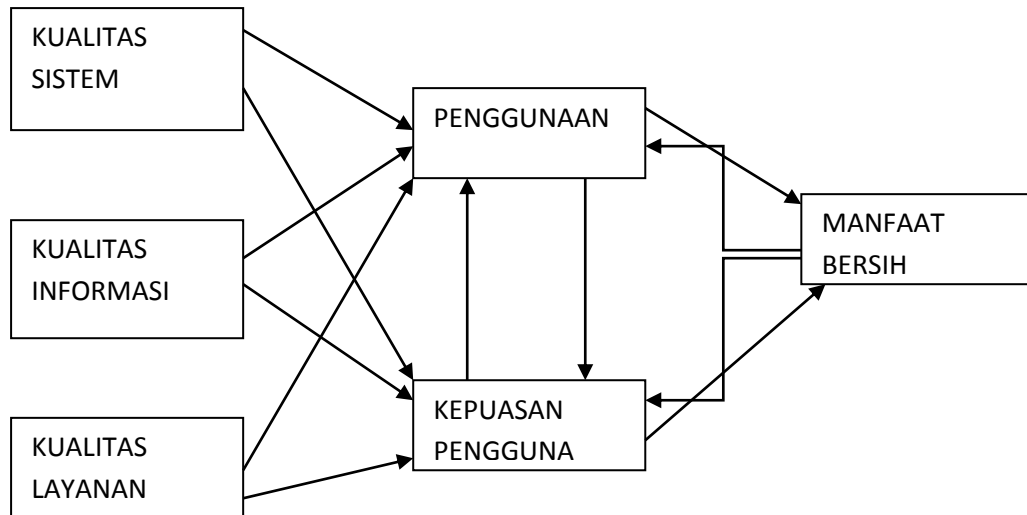 KUALITAS
SISTEM
PENGGUNAAN
MANFAAT
BERSIH
KUALITAS
INFORMASI
KEPUASAN
PENGGUNA
KUALITAS
LAYANAN